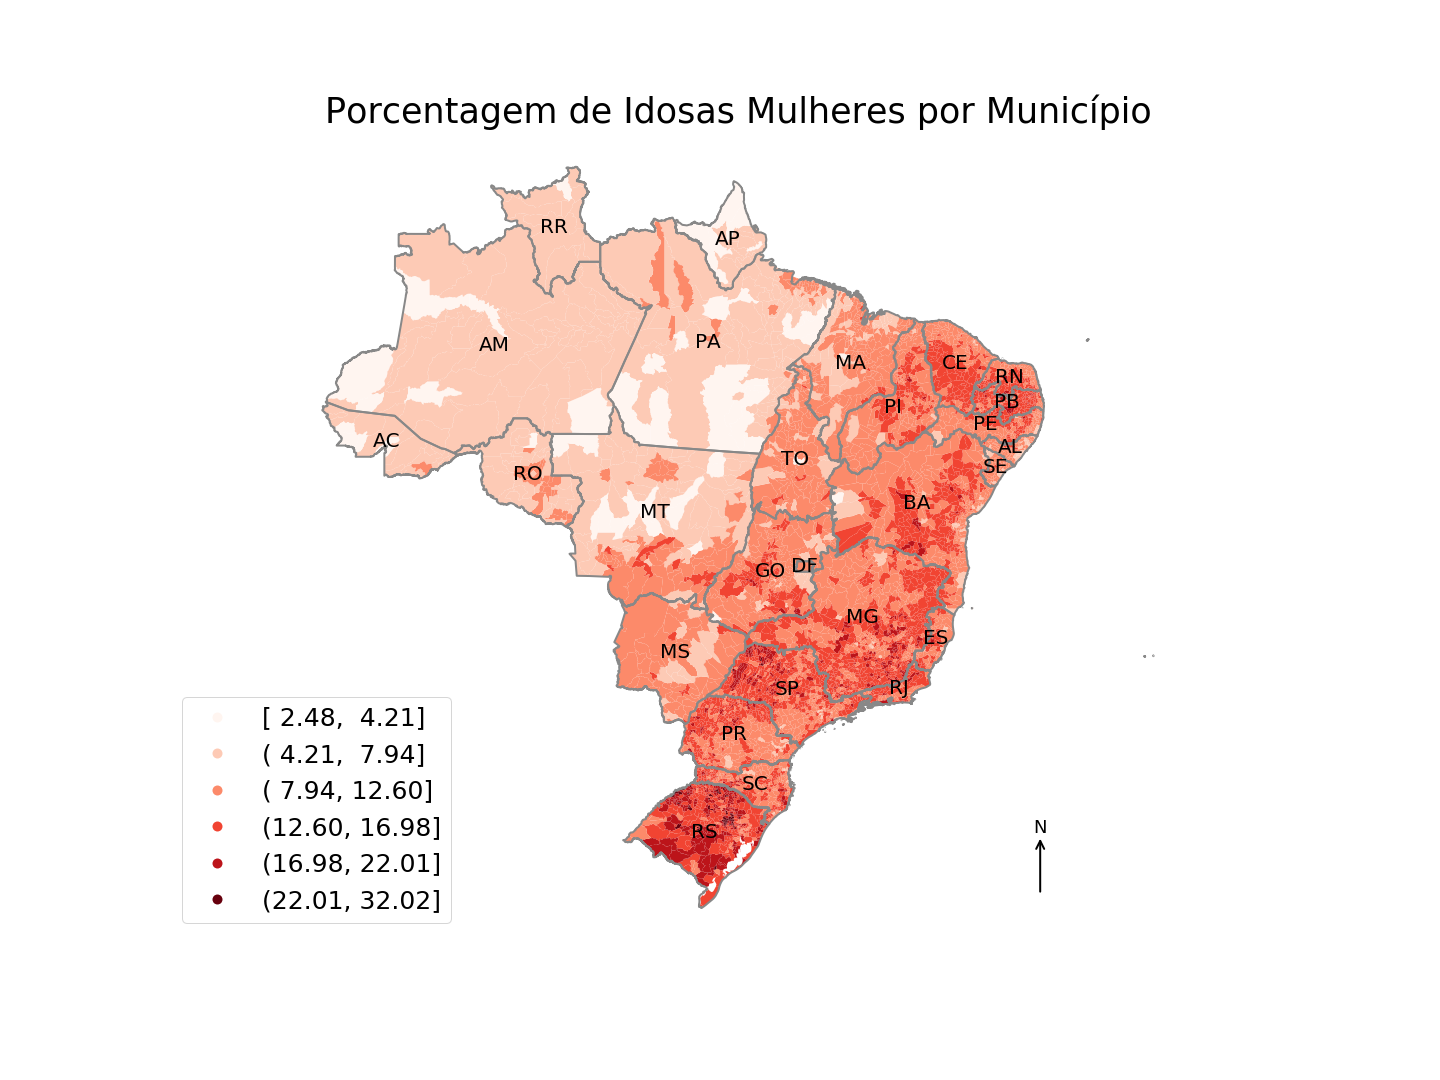 Porcentagem de Idosas Mulheres por Município
RR
AP
AM
PA
MA
CE
RN
PI
PB
PE
AC
AL
TO
SE
RO
BA
MT
GO
DF
MG
ES
MS
SP
RJ
PR
SC
RS
[ 2.48,  4.21]
( 4.21,  7.94]
( 7.94, 12.60]
(12.60, 16.98]
(16.98, 22.01]
(22.01, 32.02]
N